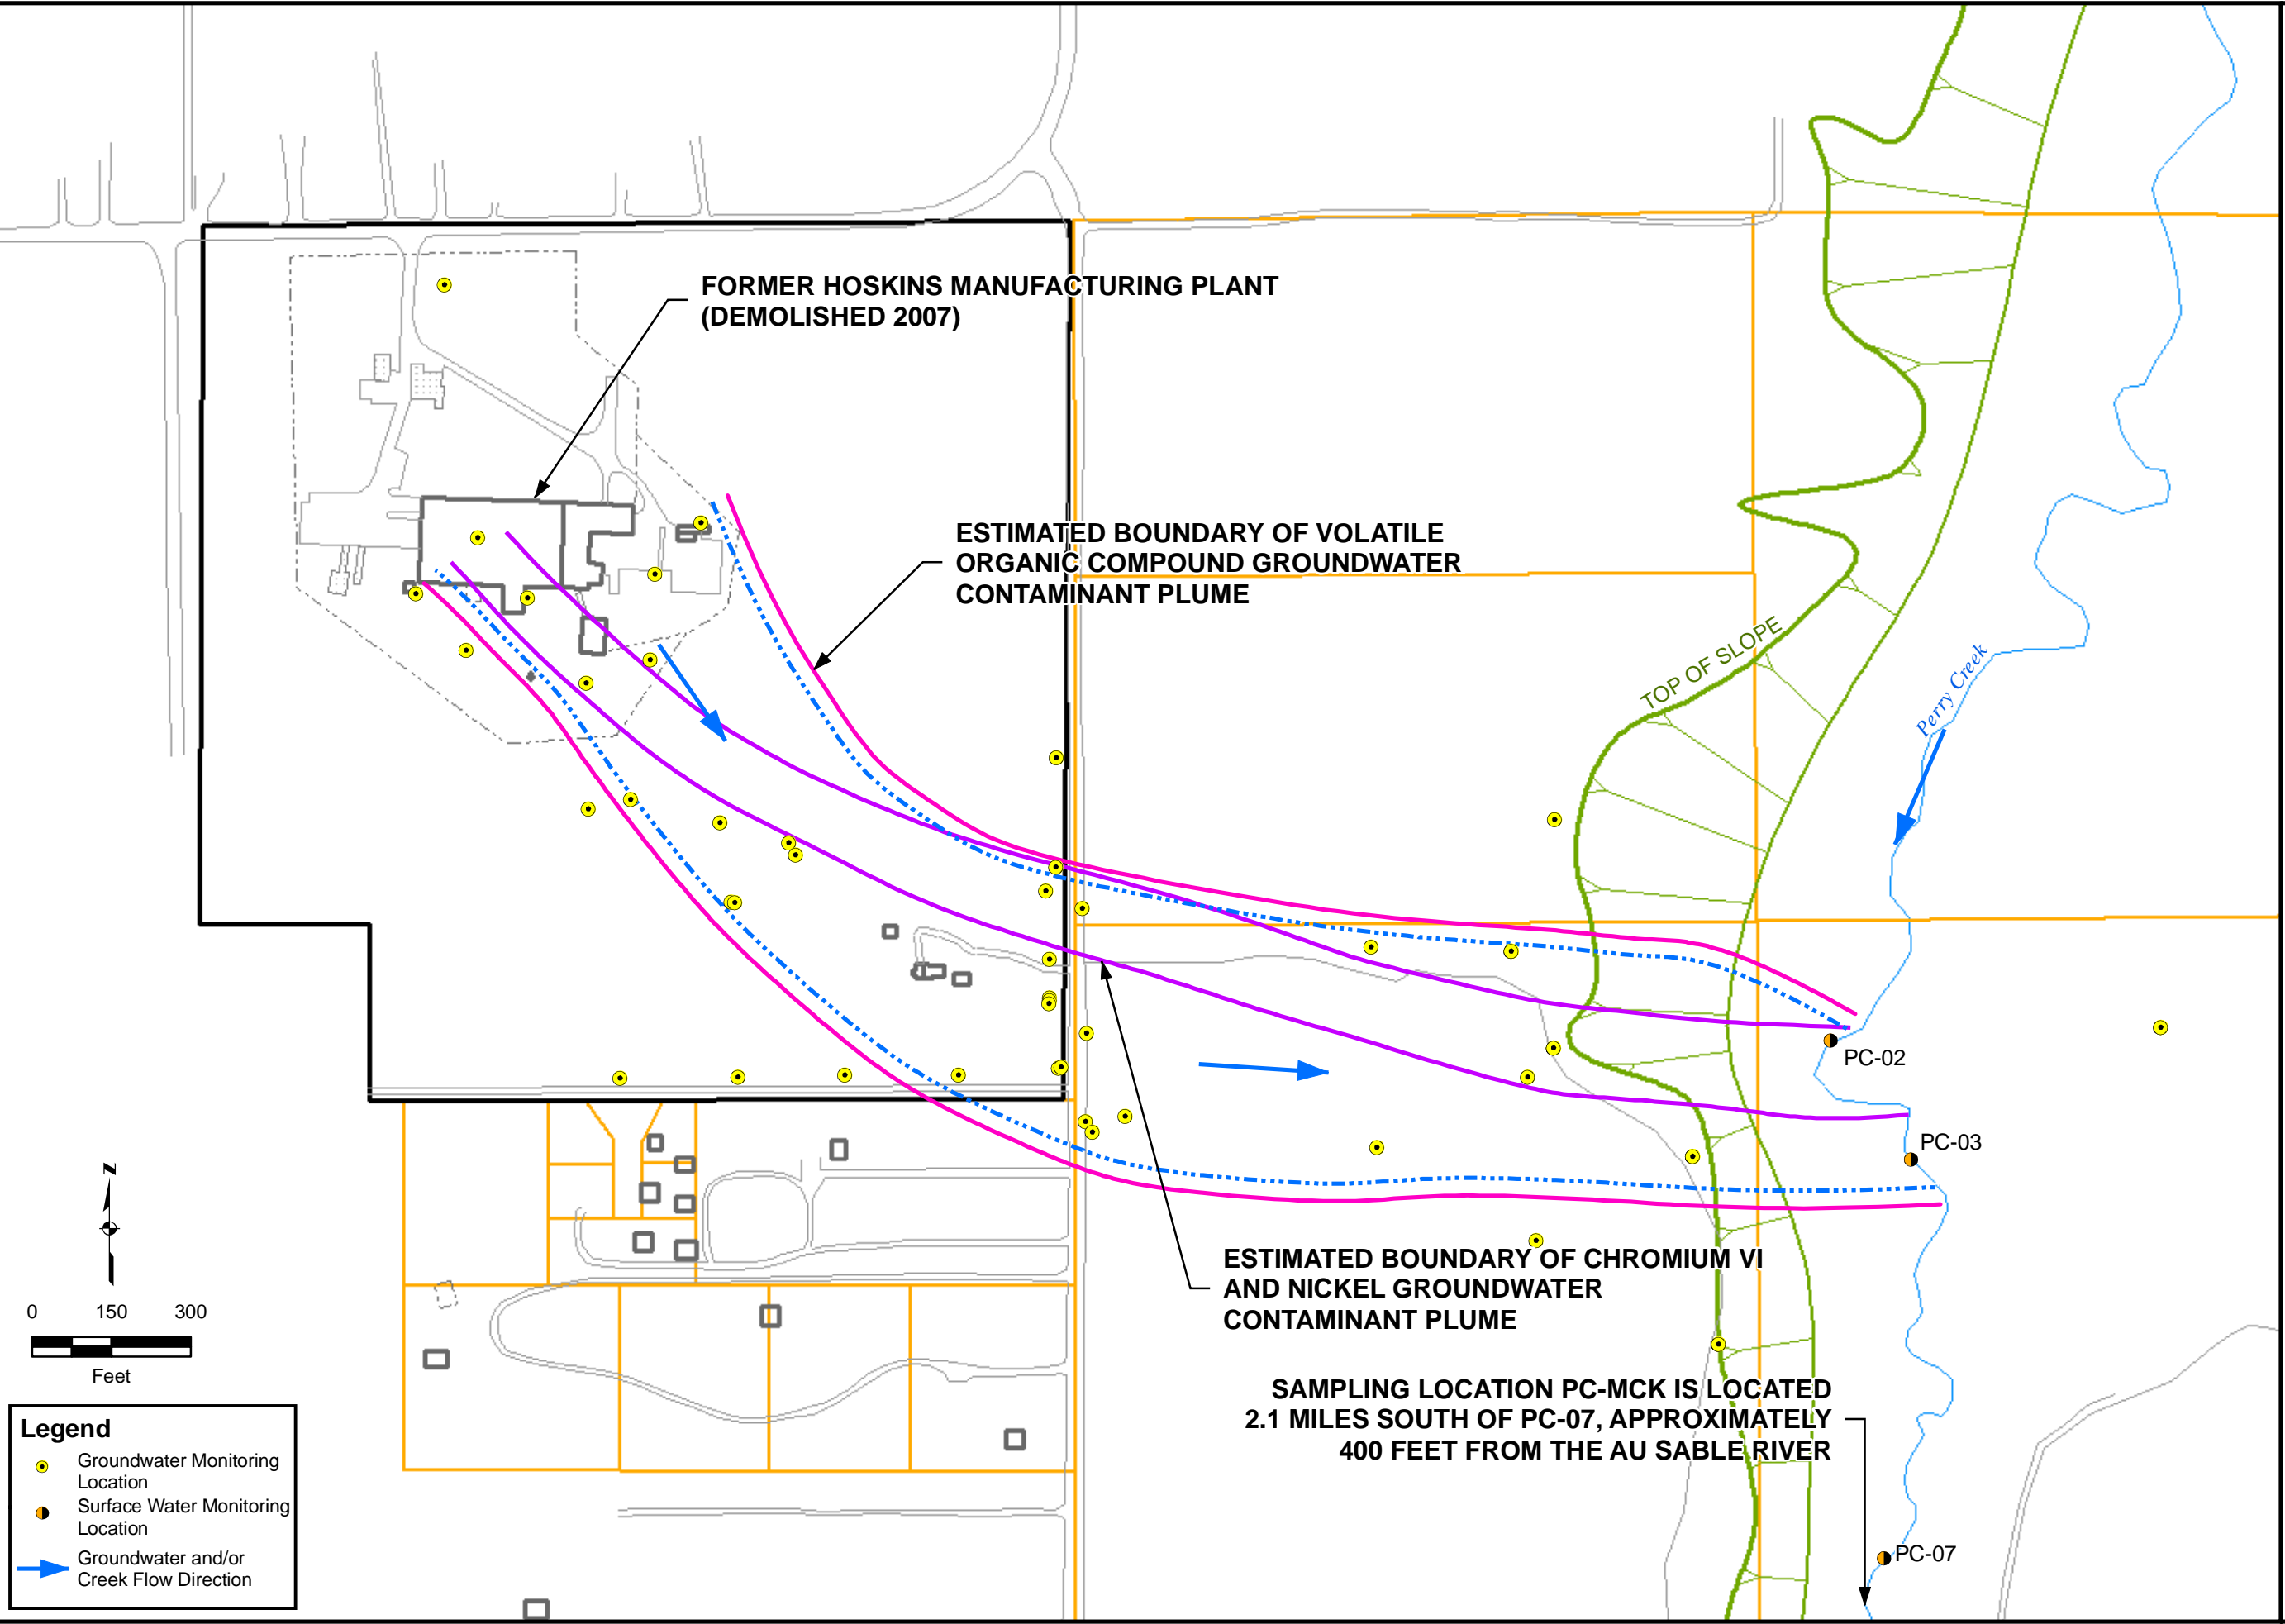 FORMER HOSKINS MANUFACTURING PLANT
(DEMOLISHED 2007)
ESTIMATED BOUNDARY OF VOLATILE
ORGANIC COMPOUND GROUNDWATER
CONTAMINANT PLUME
TOP OF SLOPE
Perry Creek
PC-02
PC-03
ESTIMATED BOUNDARY OF CHROMIUM VI
AND NICKEL GROUNDWATER
CONTAMINANT PLUME
SAMPLING LOCATION PC-MCK IS LOCATED
2.1 MILES SOUTH OF PC-07, APPROXIMATELY
400 FEET FROM THE AU SABLE RIVER
PC-07
N
0 150 300
Feet
Legend
Groundwater Monitoring
Location
Surface Water Monitoring
Location
Groundwater and/or
Creek Flow Direction